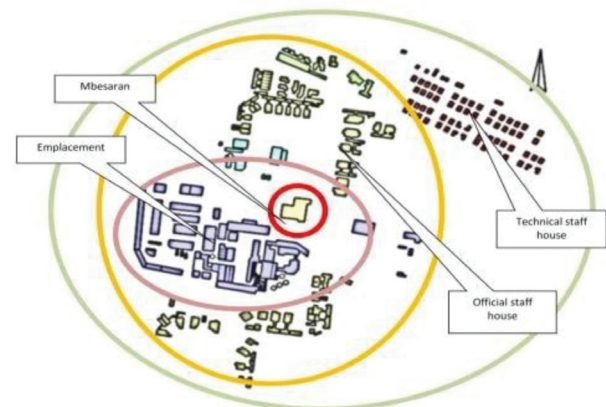 Mbesaran
Emplacement
Technical staff
house
Official staff
house